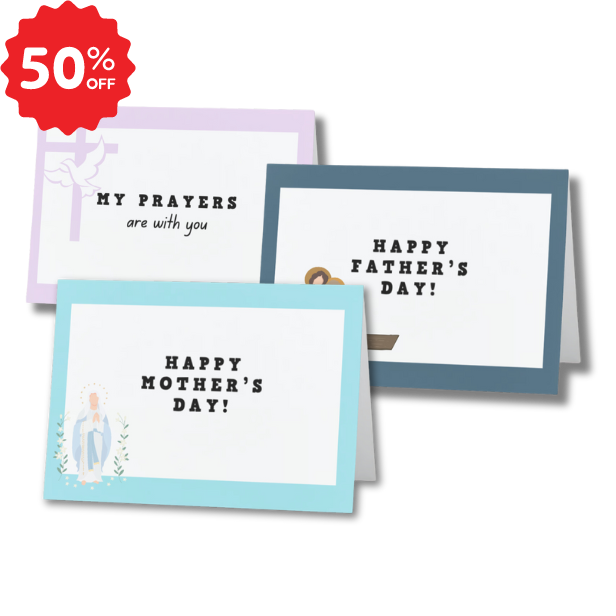 50%
OFF
MY PRAYERS
are with you
HAPPY
FATHER'S
DAY!
HAPPY
MOTHER'S
DAY!